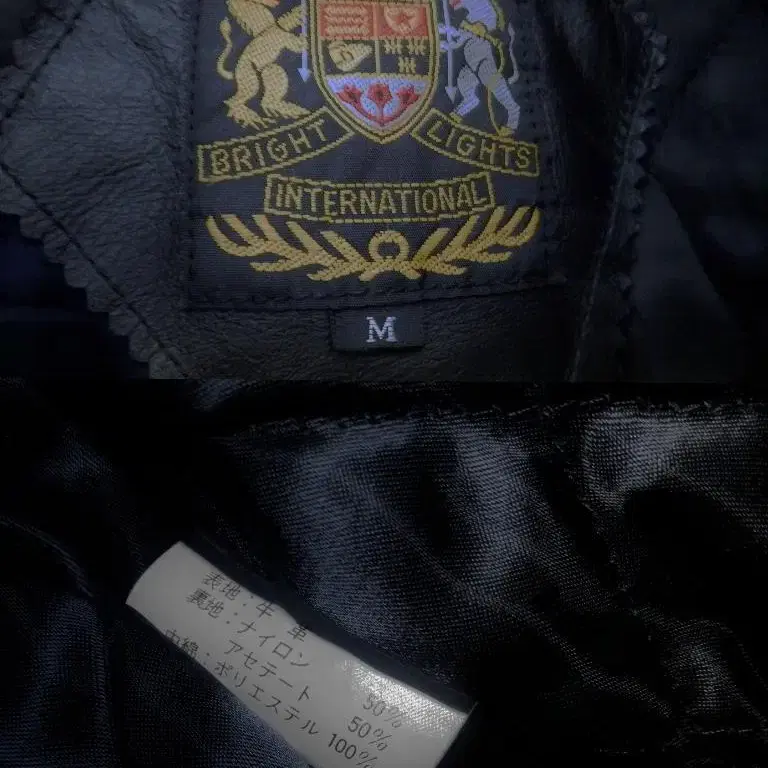 BRIGHT LIGHTS
INTERNATIONAL
M
表地:牛革
裏地:ナイロン 50%
アセテート 50%
中綿:ポリエステル 100%